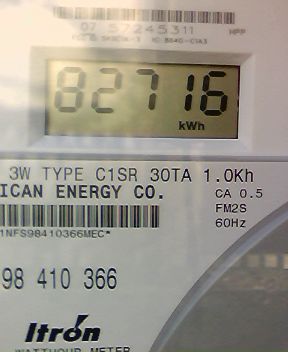 07 57245311 MPP
82716
kWh
3W TYPE C1SR 30TA 1.0Kh
ICAN ENERGY CO. CA 0.5
FM2S
60Hz
1NFS98410366MEC*
98 410 366
Itron
WATTHOUR METER